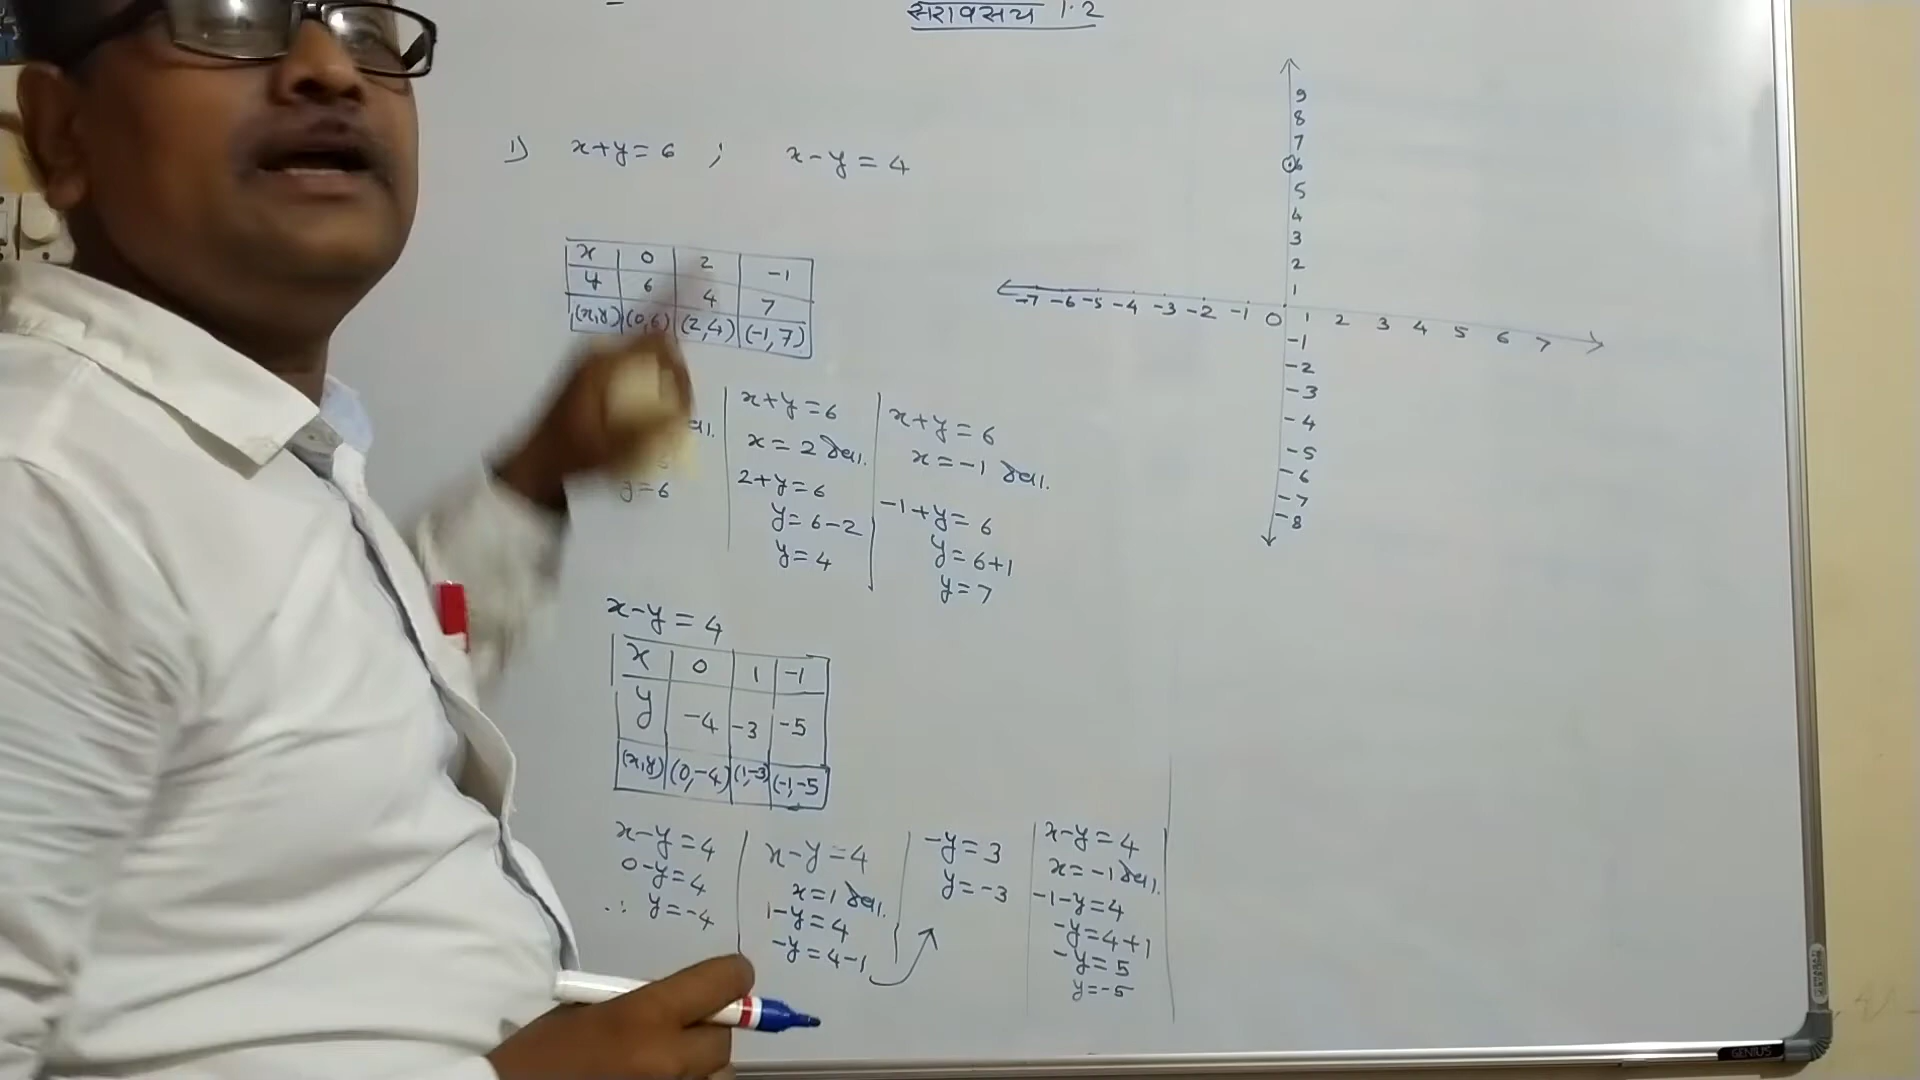 सरावसंच 1.2
1) x+y=6 ; x-y=4
x 0 2 -1
y 6 4 7
(x,y) (0,6) (2,4) (-1,7)
y=6
x+y=6
x=2 ठेवा.
2+y=6
y=6-2
y=4
x+y=6
x=-1 ठेवा.
-1+y=6
y=6+1
y=7
x-y=4
x 0 1 -1
y -4 -3 -5
(x,y) (0,-4) (1,-3) (-1,-5
x-y=4
0-y=4
∴ y=-4
x-y=4
x=1 ठेवा.
1-y=4
-y=4-1
-y=3
y=-3
x-y=4
x=-1 ठेवा.
-1-y=4
-y=4+1
-y=5
y=-5
9
8
7
6
5
4
3
2
1
-7 -6 -5 -4 -3 -2 -1 0 1 2 3 4 5 6 7
-1
-2
-3
-4
-5
-6
-7
-8
GENIUS